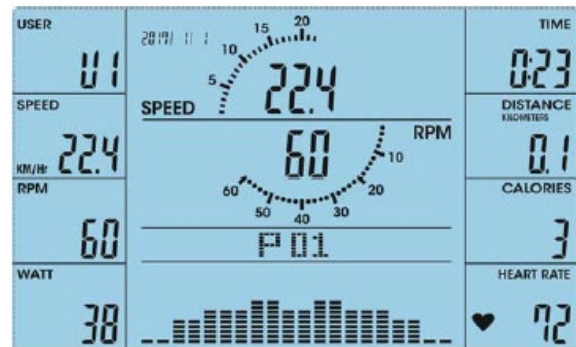 USER
U1
SPEED
KM/Hr 22.4
RPM
60
WATT
38
2017/ 1/ 1
5 10 15 20
SPEED 22.4
60 RPM
10 20 30 40 50 60
P01
TIME
0:23
DISTANCE
KILOMETERS
0.1
CALORIES
3
HEART RATE
72